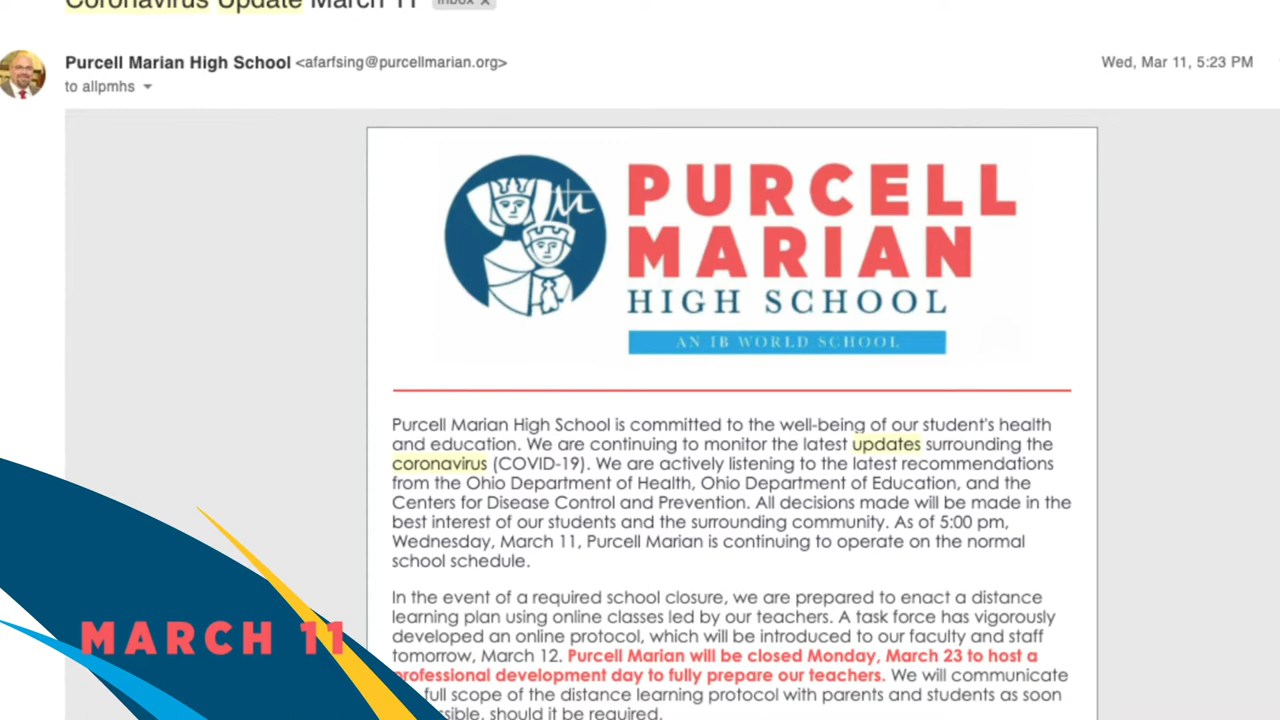 Coronavirus Update March 11 Inbox x
Purcell Marian High School <afarfsing@purcellmarian.org>
Wed, Mar 11, 5:23 PM
to allpmhs
PURCELL
MARIAN
HIGH SCHOOL
AN IB WORLD SCHOOL
Purcell Marian High School is committed to the well-being of our student's health
and education. We are continuing to monitor the latest updates surrounding the
coronavirus (COVID-19). We are actively listening to the latest recommendations
from the Ohio Department of Health, Ohio Department of Education, and the
Centers for Disease Control and Prevention. All decisions made will be made in the
best interest of our students and the surrounding community. As of 5:00 pm,
Wednesday, March 11, Purcell Marian is continuing to operate on the normal
school schedule.
In the event of a required school closure, we are prepared to enact a distance
learning plan using online classes led by our teachers. A task force has vigorously
developed an online protocol, which will be introduced to our faculty and staff
tomorrow, March 12. Purcell Marian will be closed Monday, March 23 to host a
professional development day to fully prepare our teachers. We will communicate
full scope of the distance learning protocol with parents and students as soon
should it be required.
MARCH 11